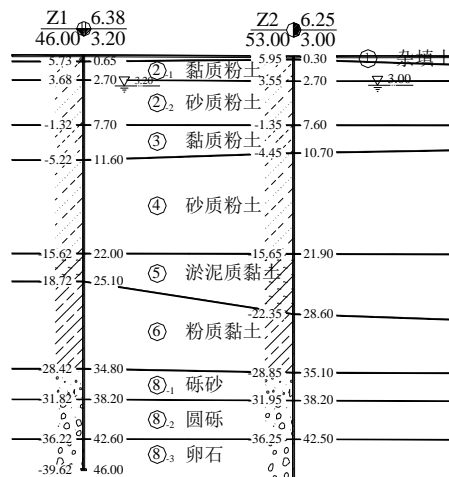 Z1 6.38
46.00 3.20
Z2 6.25
53.00 3.00
5.73 0.65
②-1 黏质粉土
5.95 0.30
① 杂填土
3.68 2.70
3.20
3.55 2.70
3.00
②-2 砂质粉土
-1.32 7.70
-1.35 7.60
③ 黏质粉土
-5.22 11.60
-4.45 10.70
④ 砂质粉土
-15.62 22.00
-15.65 21.90
⑤ 淤泥质黏土
-18.72 25.10
-22.35 28.60
⑥ 粉质黏土
-28.42 34.80
-28.85 35.10
⑧-1 砾砂
-31.82 38.20
-31.95 38.20
⑧-2 圆砾
-36.22 42.60
-36.25 42.50
⑧-3 卵石
-39.62 46.00